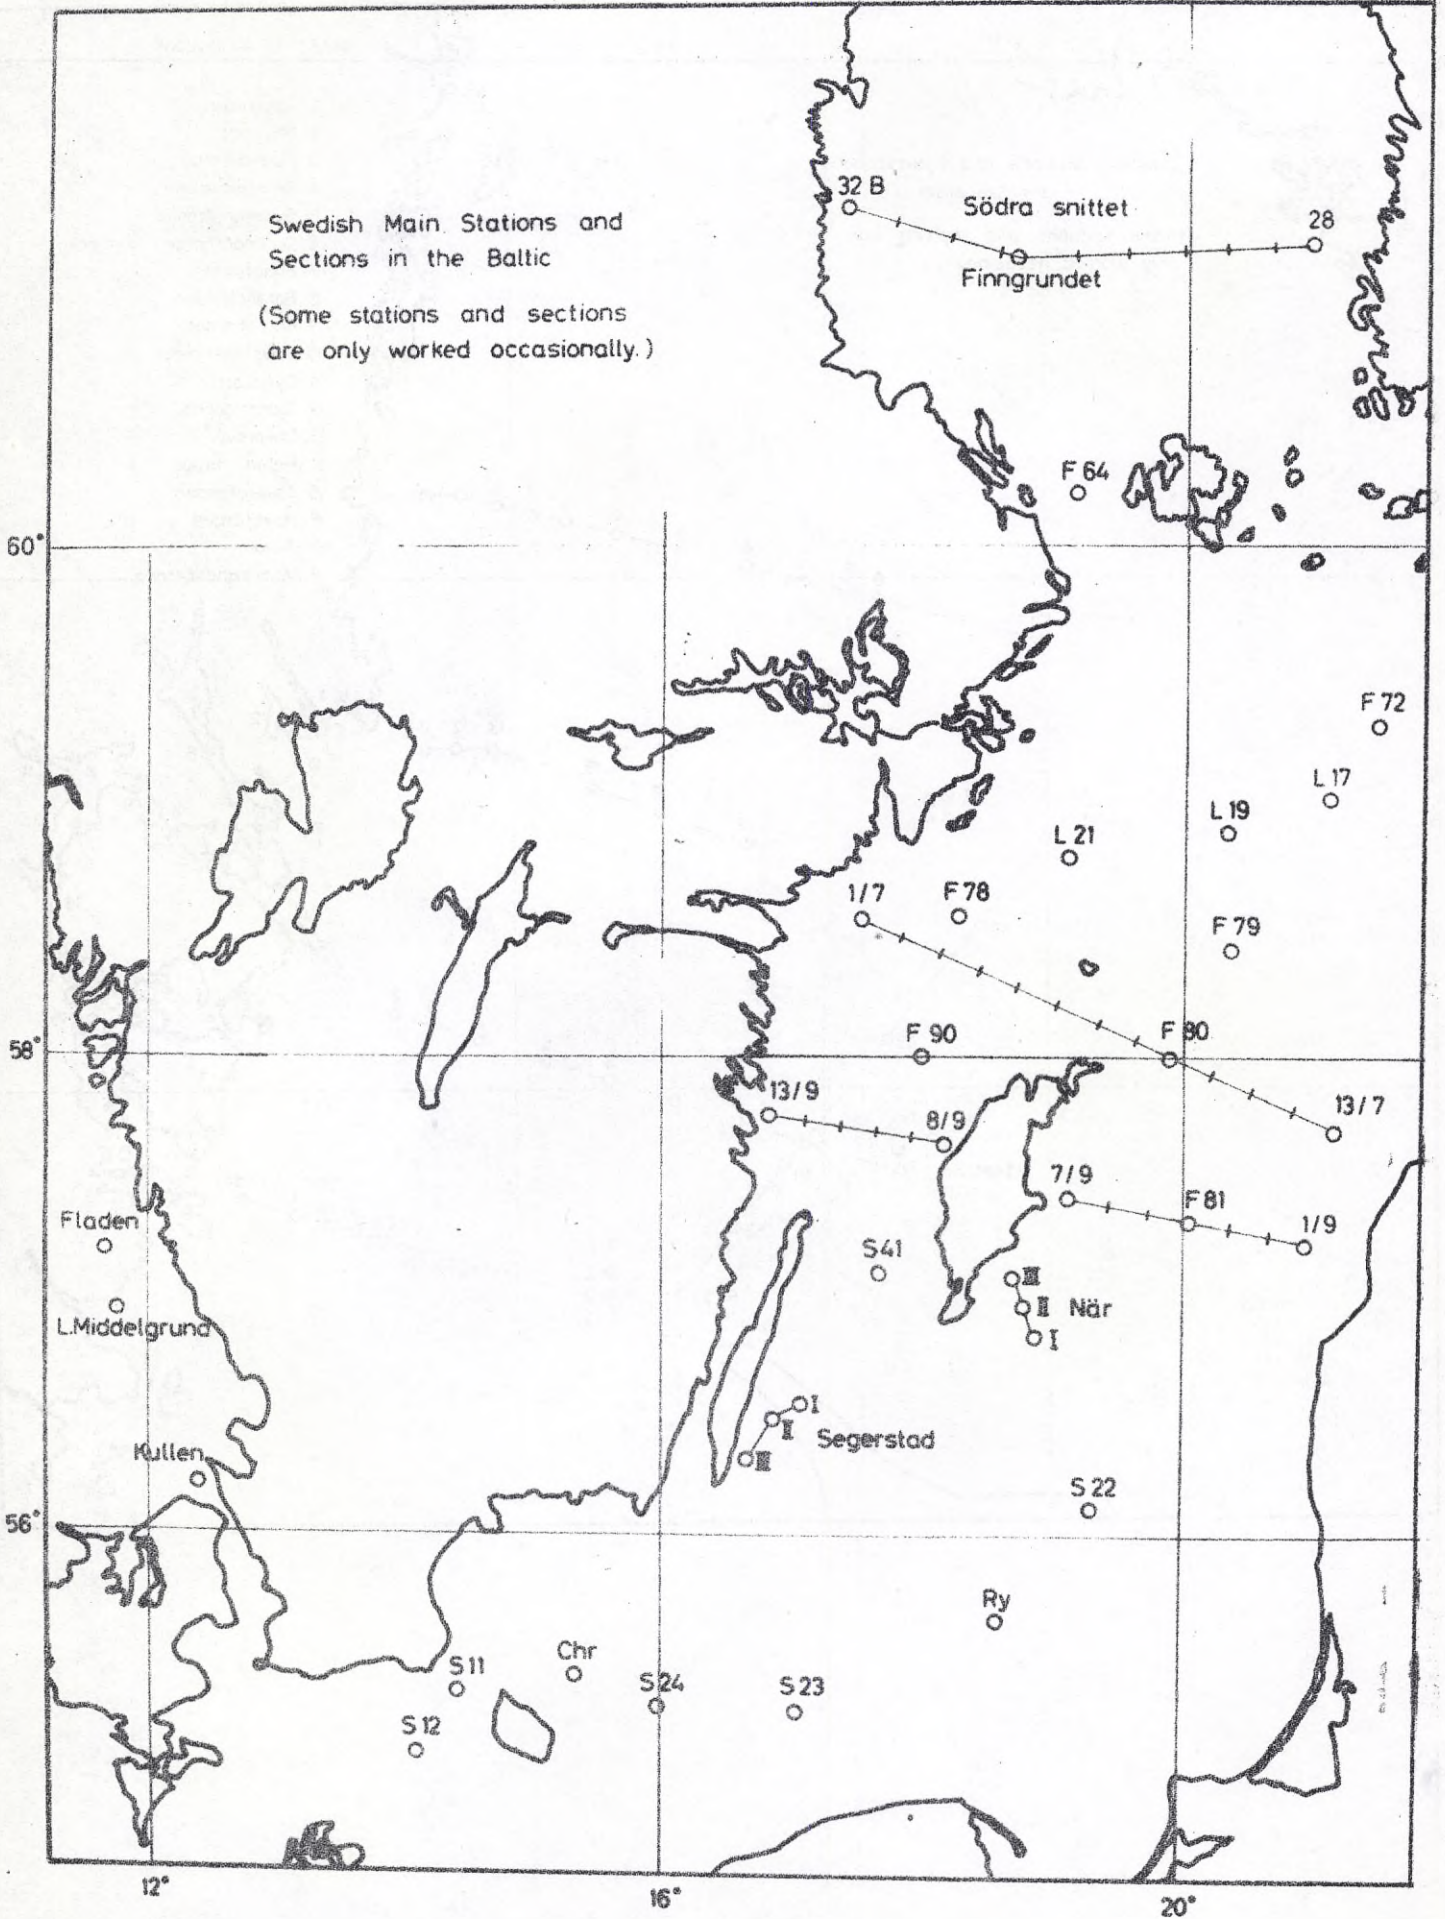 Swedish Main Stations and
Sections in the Baltic
(Some stations and sections
are only worked occasionally.)
32 B
Södra snittet
28
Finngrundet
F 64
60°
F 72
L 17
L 19
L 21
1/7
F 78
F 79
58°
F 90
F 80
13/9
8/9
13/7
7/9
F 81
1/9
Fladen
S 41
III
II När
I
L.Middelgrund
I
II
Segerstad
III
Kullen
S 22
56°
Ry
Chr
S 11
S 24
S 23
S 12
12°
16°
20°